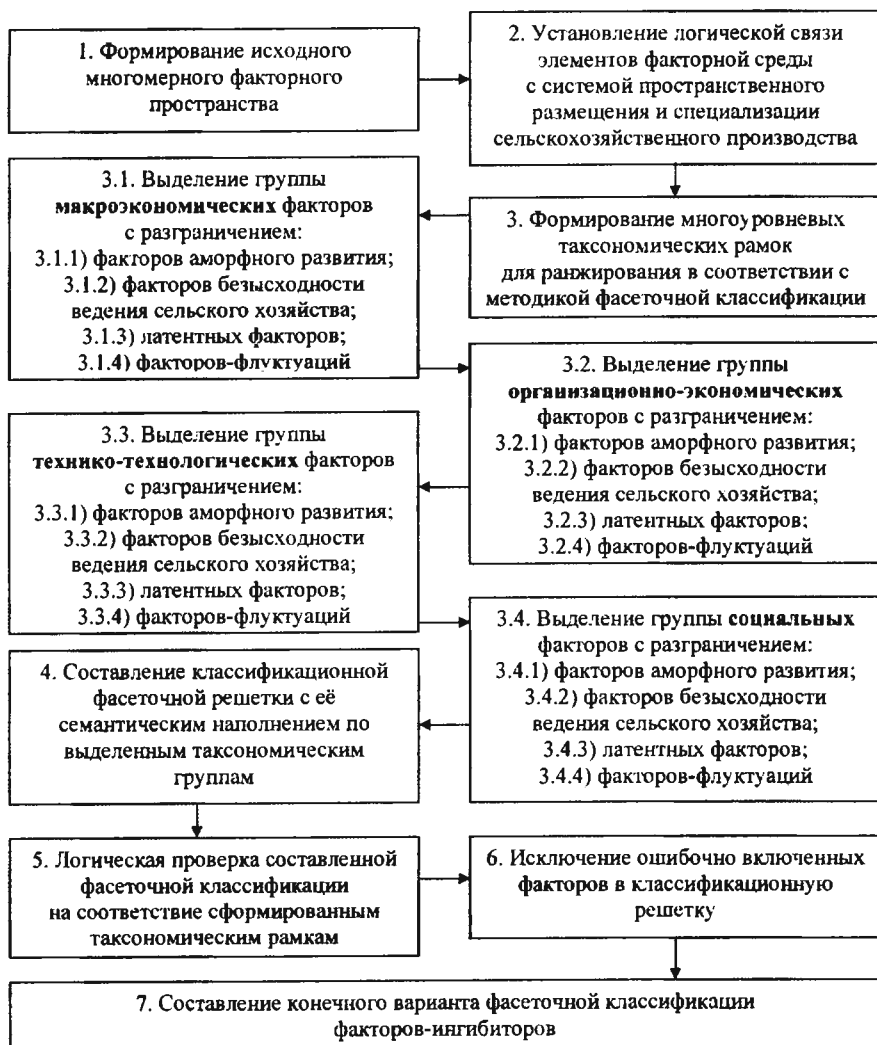 1. Формирование исходного
многомерного факторного
пространства
2. Установление логической связи
элементов факторной среды
с системой пространственного
размещения и специализации
сельскохозяйственного производства
3. Формирование многоуровневых
таксономических рамок
для ранжирования в соответствии с
методикой фасеточной классификации
3.1. Выделение группы
макроэкономических факторов
с разграничением:
3.1.1) факторов аморфного развития;
3.1.2) факторов безысходности
ведения сельского хозяйства;
3.1.3) латентных факторов;
3.1.4) факторов-флуктуаций
3.2. Выделение группы
организационно-экономических
факторов с разграничением:
3.2.1) факторов аморфного развития;
3.2.2) факторов безысходности
ведения сельского хозяйства;
3.2.3) латентных факторов;
3.2.4) факторов-флуктуаций
3.3. Выделение группы
технико-технологических факторов
с разграничением:
3.3.1) факторов аморфного развития;
3.3.2) факторов безысходности
ведения сельского хозяйства;
3.3.3) латентных факторов;
3.3.4) факторов-флуктуаций
3.4. Выделение группы социальных
факторов с разграничением:
3.4.1) факторов аморфного развития;
3.4.2) факторов безысходности
ведения сельского хозяйства;
3.4.3) латентных факторов;
3.4.4) факторов-флуктуаций
4. Составление классификационной
фасеточной решетки с её
семантическим наполнением по
выделенным таксономическим
группам
5. Логическая проверка составленной
фасеточной классификации
на соответствие сформированным
таксономическим рамкам
6. Исключение ошибочно включенных
факторов в классификационную
решетку
7. Составление конечного варианта фасеточной классификации
факторов-ингибиторов